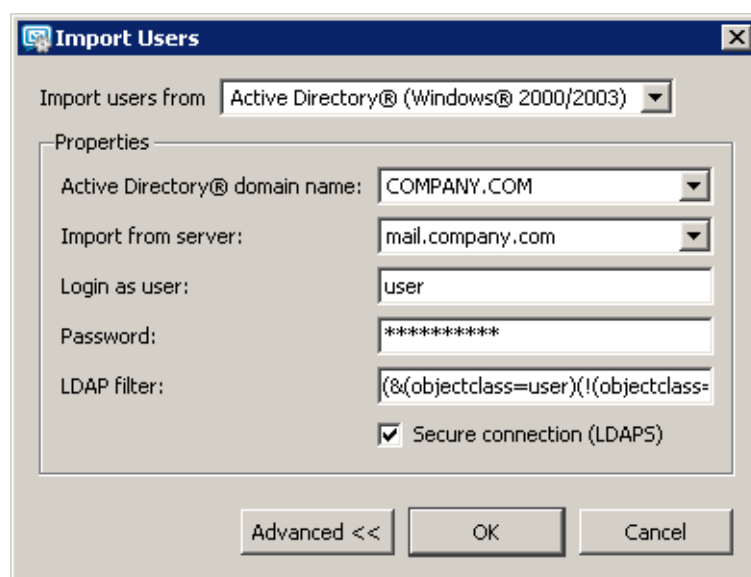 Import Users
Import users from Active Directory® (Windows® 2000/2003)
Properties
Active Directory® domain name: COMPANY.COM
Import from server: mail.company.com
Login as user: user
Password: **********
LDAP filter: (&(objectclass=user)(!(objectclass=
Secure connection (LDAPS)
Advanced << OK Cancel